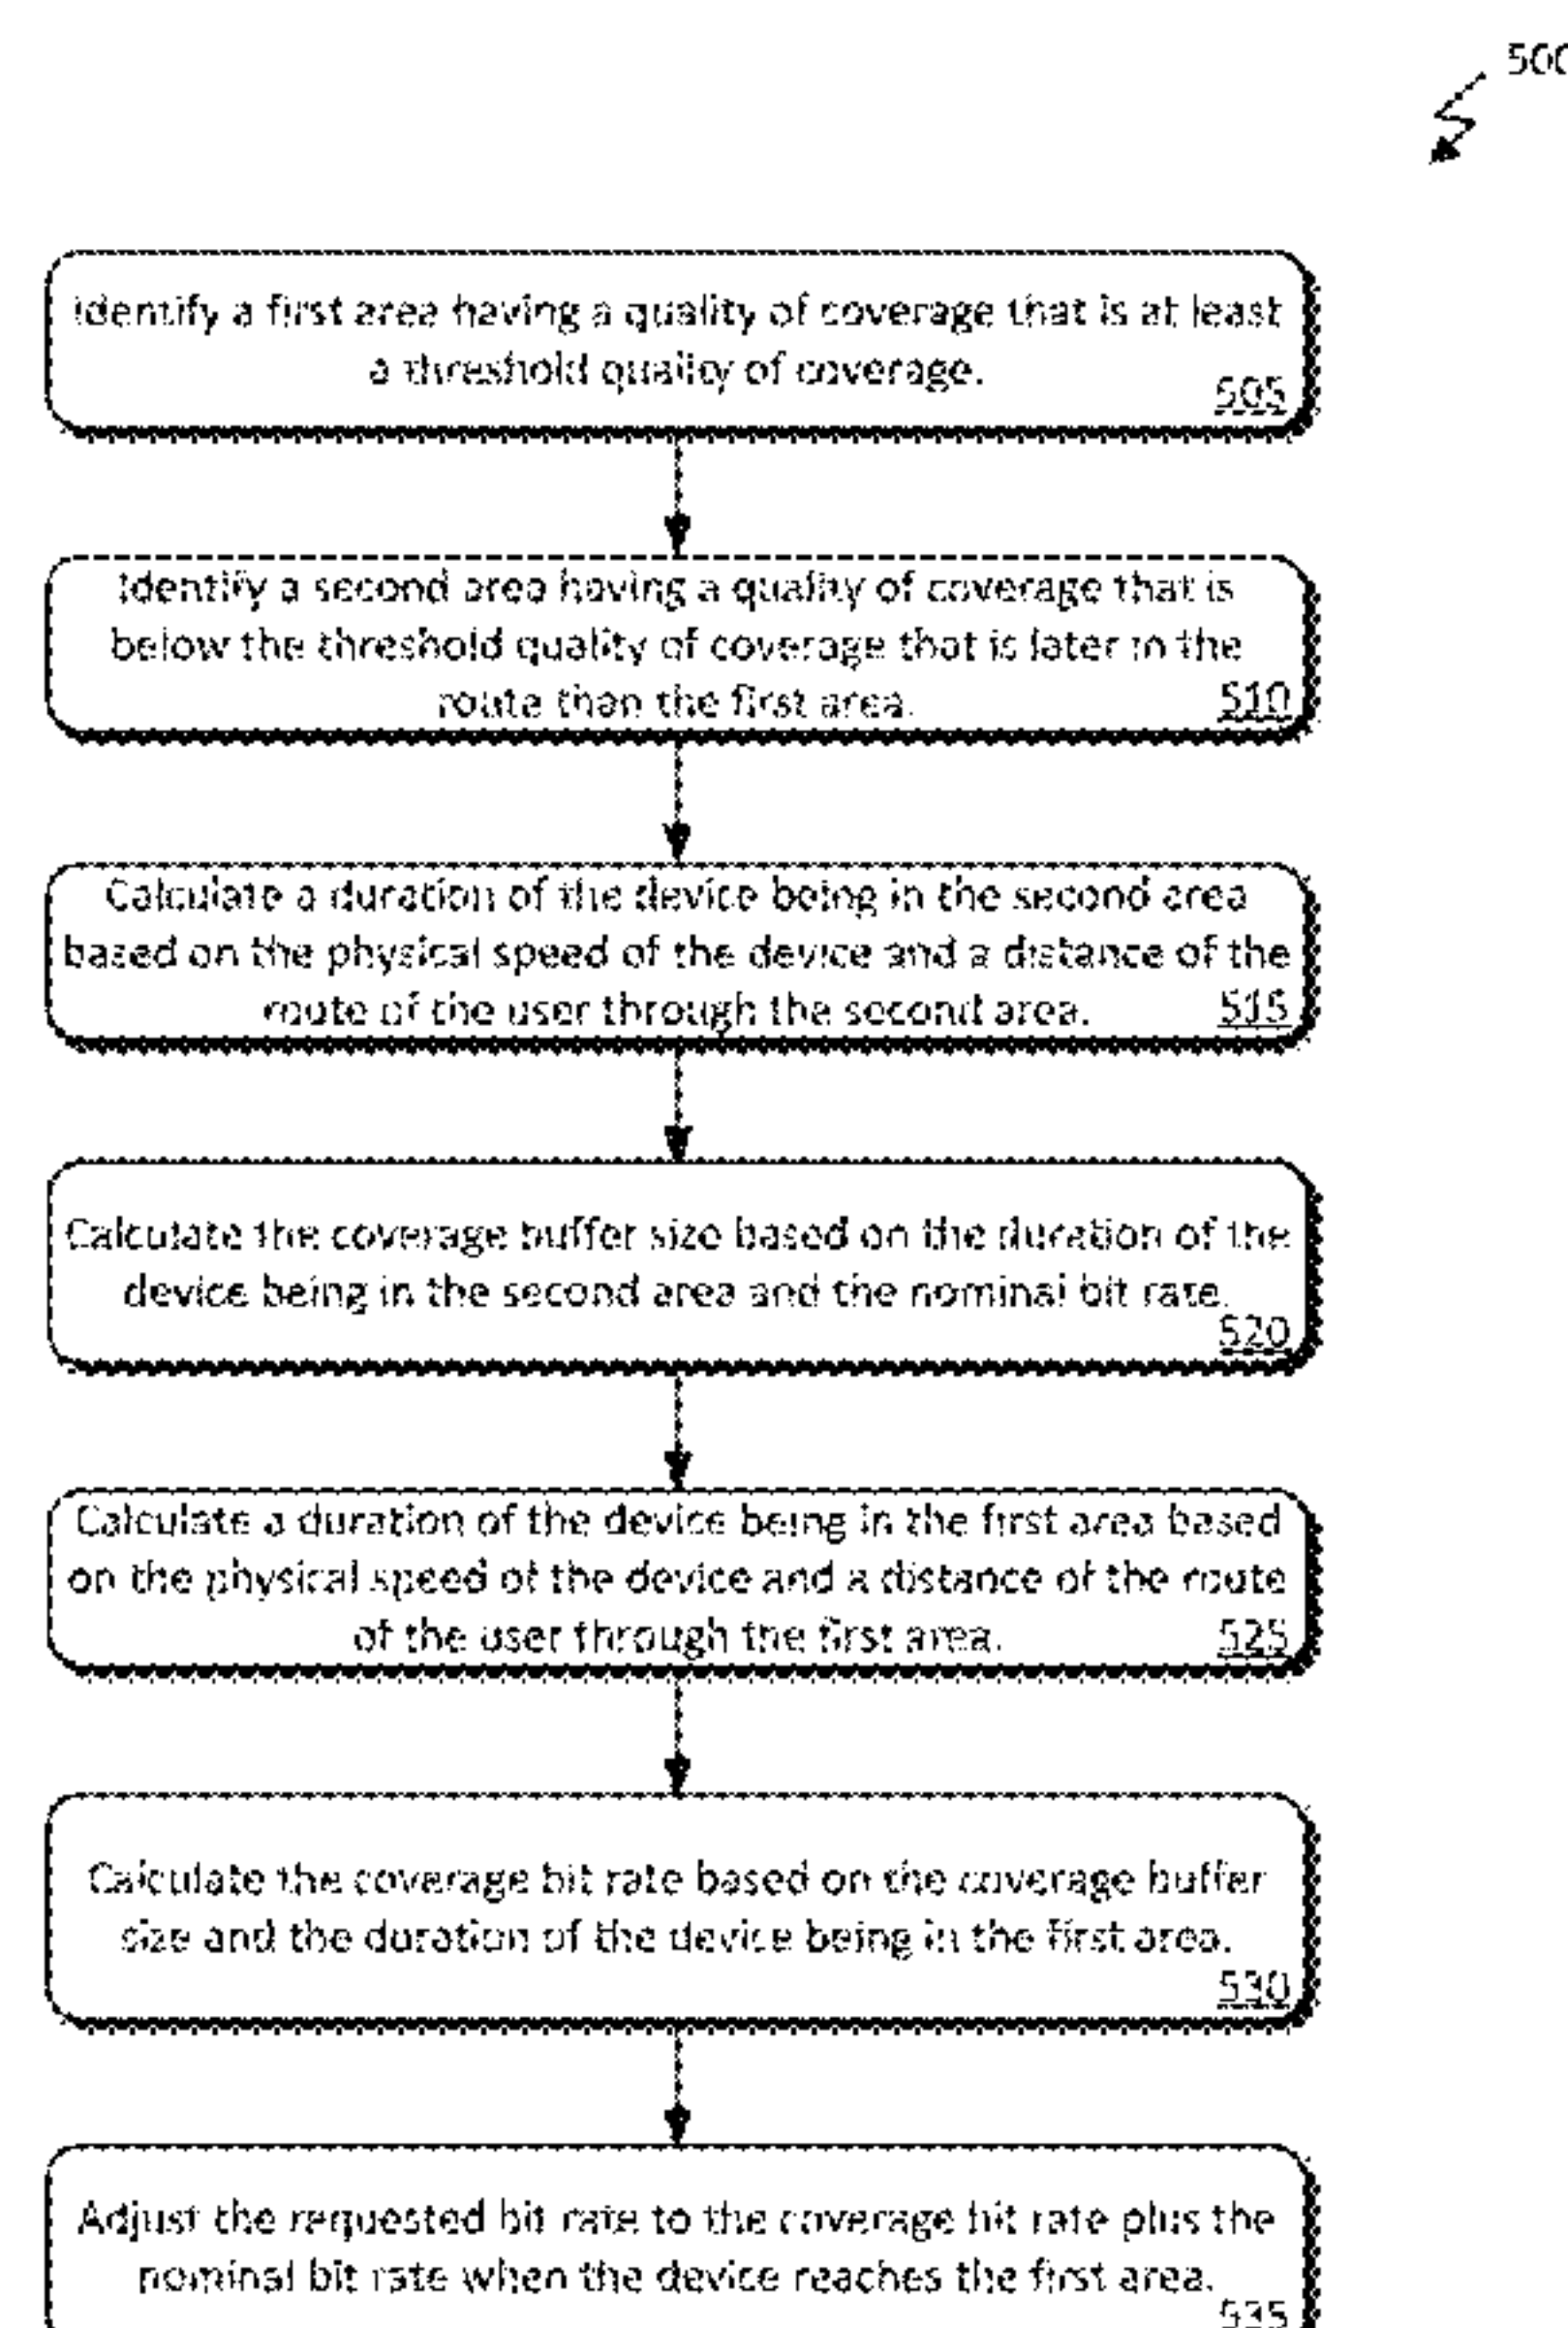 500
Identify a first area having a quality of coverage that is at least
a threshold quality of coverage.
505
Identify a second area having a quality of coverage that is
below the threshold quality of coverage that is later in the
route than the first area.
510
Calculate a duration of the device being in the second area
based on the physical speed of the device and a distance of the
route of the user through the second area.
515
Calculate the coverage buffer size based on the duration of the
device being in the second area and the nominal bit rate.
520
Calculate a duration of the device being in the first area based
on the physical speed of the device and a distance of the route
of the user through the first area.
525
Calculate the coverage bit rate based on the coverage buffer
size and the duration of the device being in the first area.
530
Adjust the requested bit rate to the coverage bit rate plus the
nominal bit rate when the device reaches the first area.
535